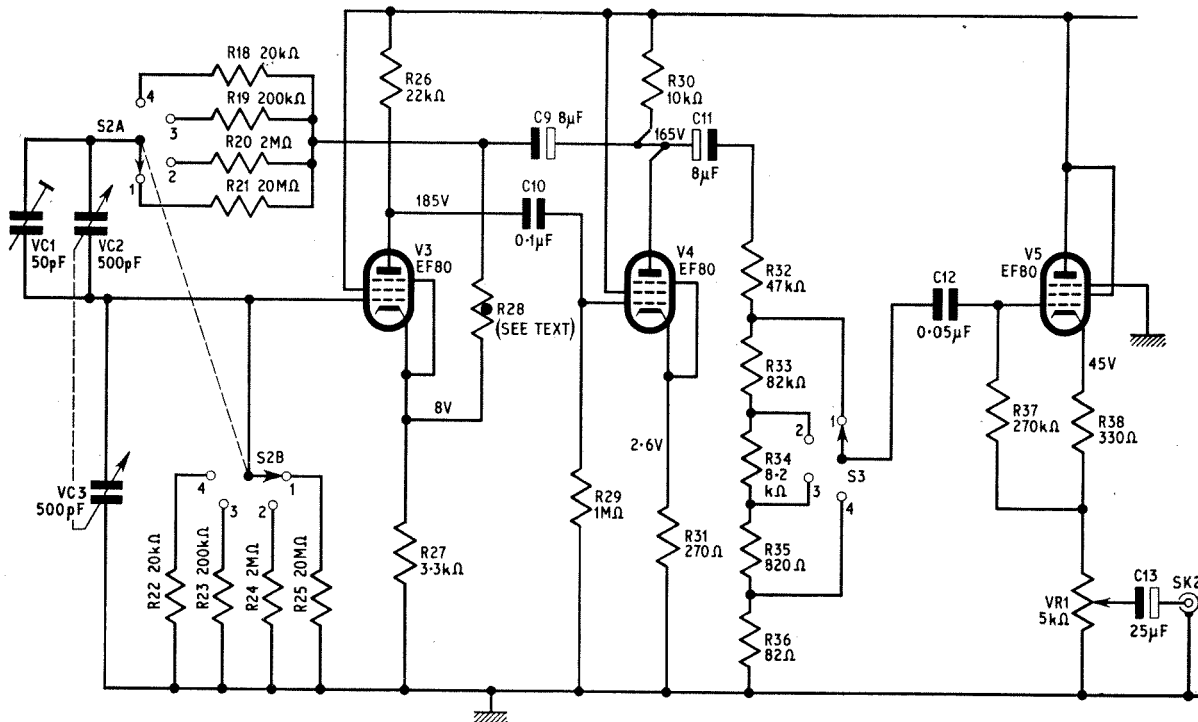 R18 20kΩ
4
R19 200kΩ
3
S2A
R20 2MΩ
2
1
R21 20MΩ
VC1
50pF
VC2
500pF
R26
22kΩ
C9 8μF
R30
10kΩ
165V
C11
8μF
185V
C10
0·1μF
V3
EF80
V4
EF80
V5
EF80
R28
(SEE TEXT)
R32
47kΩ
C12
0·05μF
R33
82kΩ
45V
8V
2·6V
R37
270kΩ
R38
330Ω
1
2
R34
8·2
kΩ
3
S3
4
S2B
4
1
3
2
VC3
500pF
R29
1MΩ
R27
3·3kΩ
R31
270Ω
R35
820Ω
R22 20kΩ
R23 200kΩ
R24 2MΩ
R25 20MΩ
R36
82Ω
VR1
5kΩ
C13
25μF
SK2